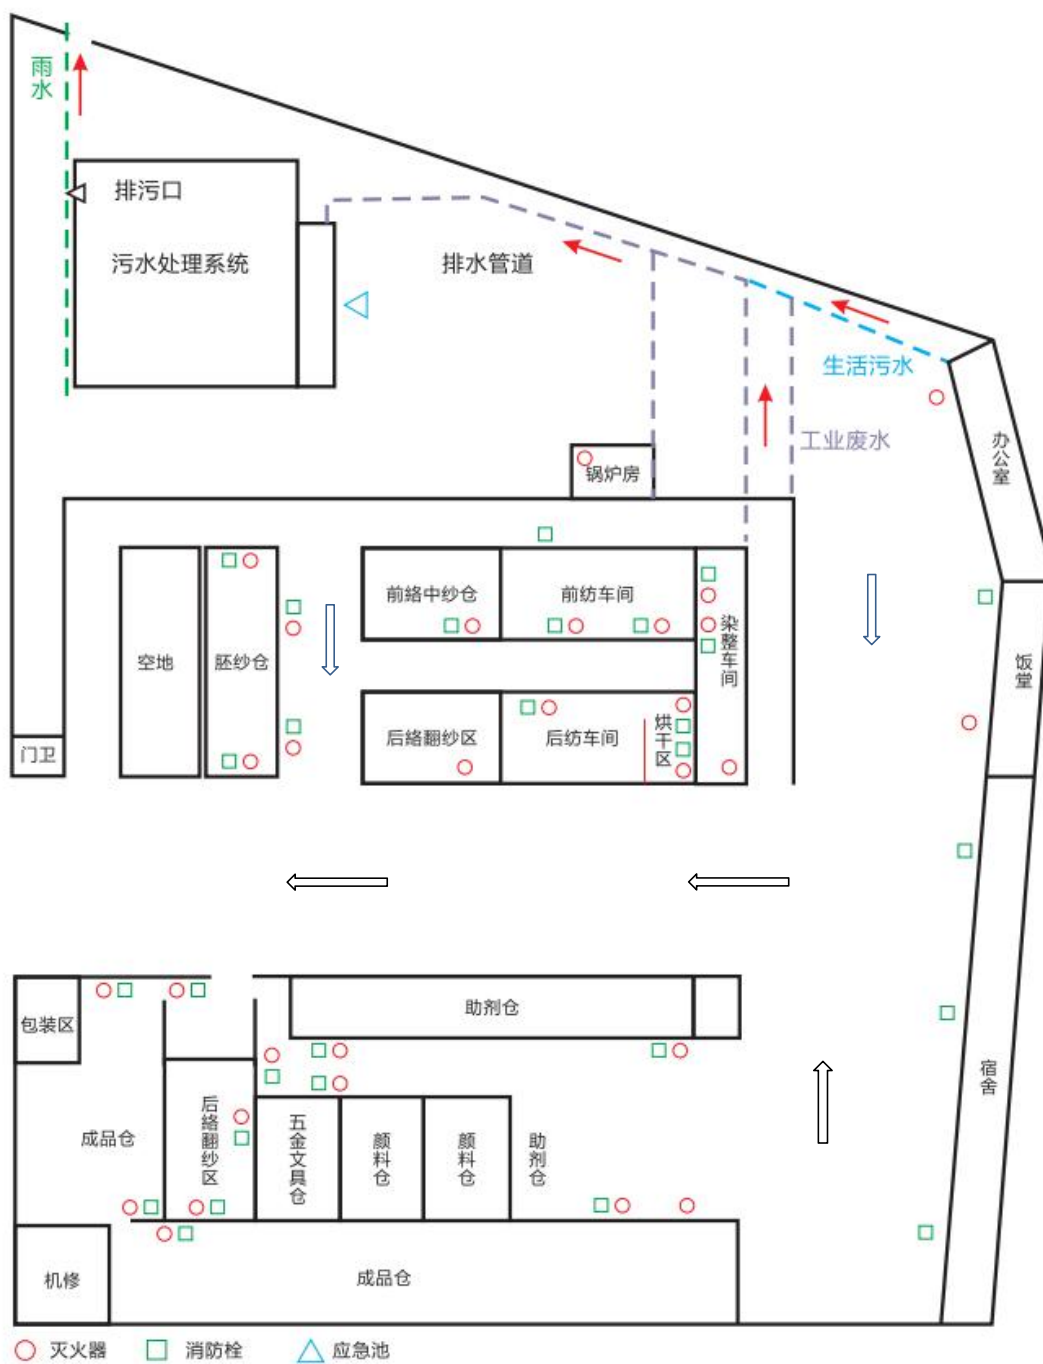 雨水
排污口
污水处理系统
排水管道
生活污水
工业废水
办公室
锅炉房
前絡中纱仓
前纺车间
染整车间
空地
胚纱仓
饭堂
后絡翻纱区
后纺车间
烘干区
门卫
包装区
助剂仓
宿舍
后絡翻纱区
成品仓
五金文具仓
颜料仓
颜料仓
助剂仓
机修
成品仓
灭火器
消防栓
应急池